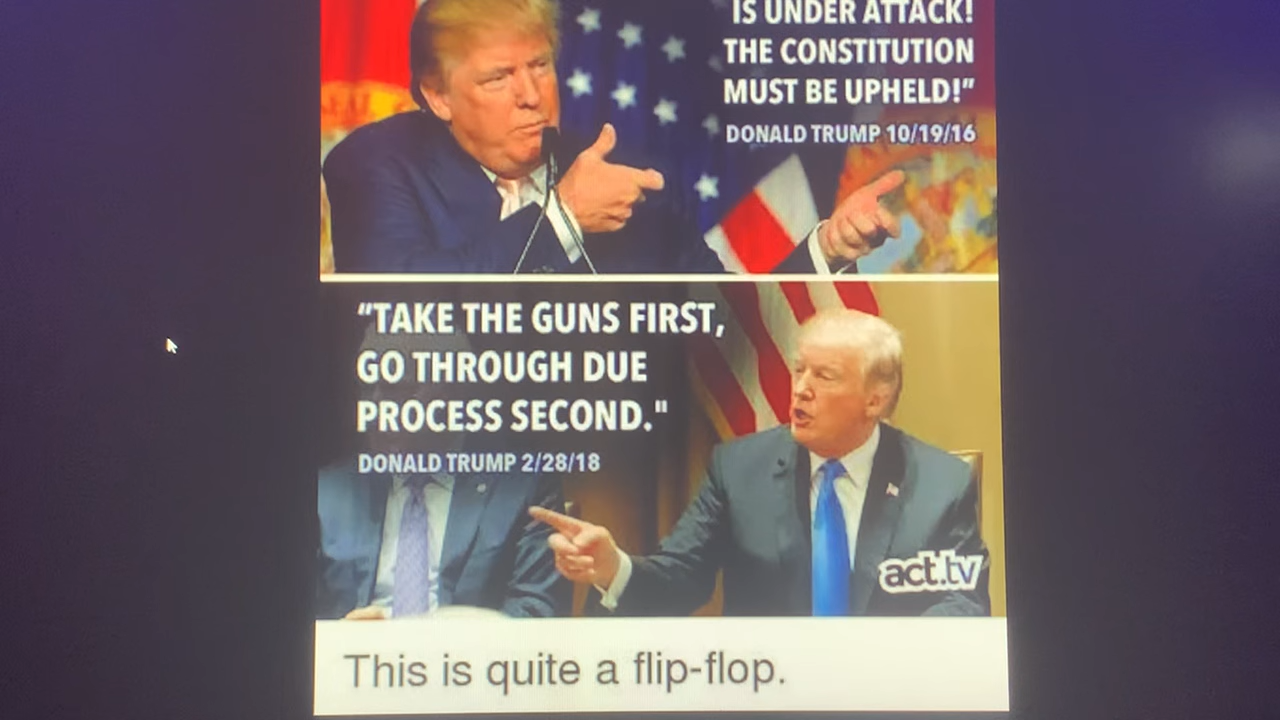 IS UNDER ATTACK!
THE CONSTITUTION
MUST BE UPHELD!”
DONALD TRUMP 10/19/16
“TAKE THE GUNS FIRST,
GO THROUGH DUE
PROCESS SECOND."
DONALD TRUMP 2/28/18
act.tv
This is quite a flip-flop.